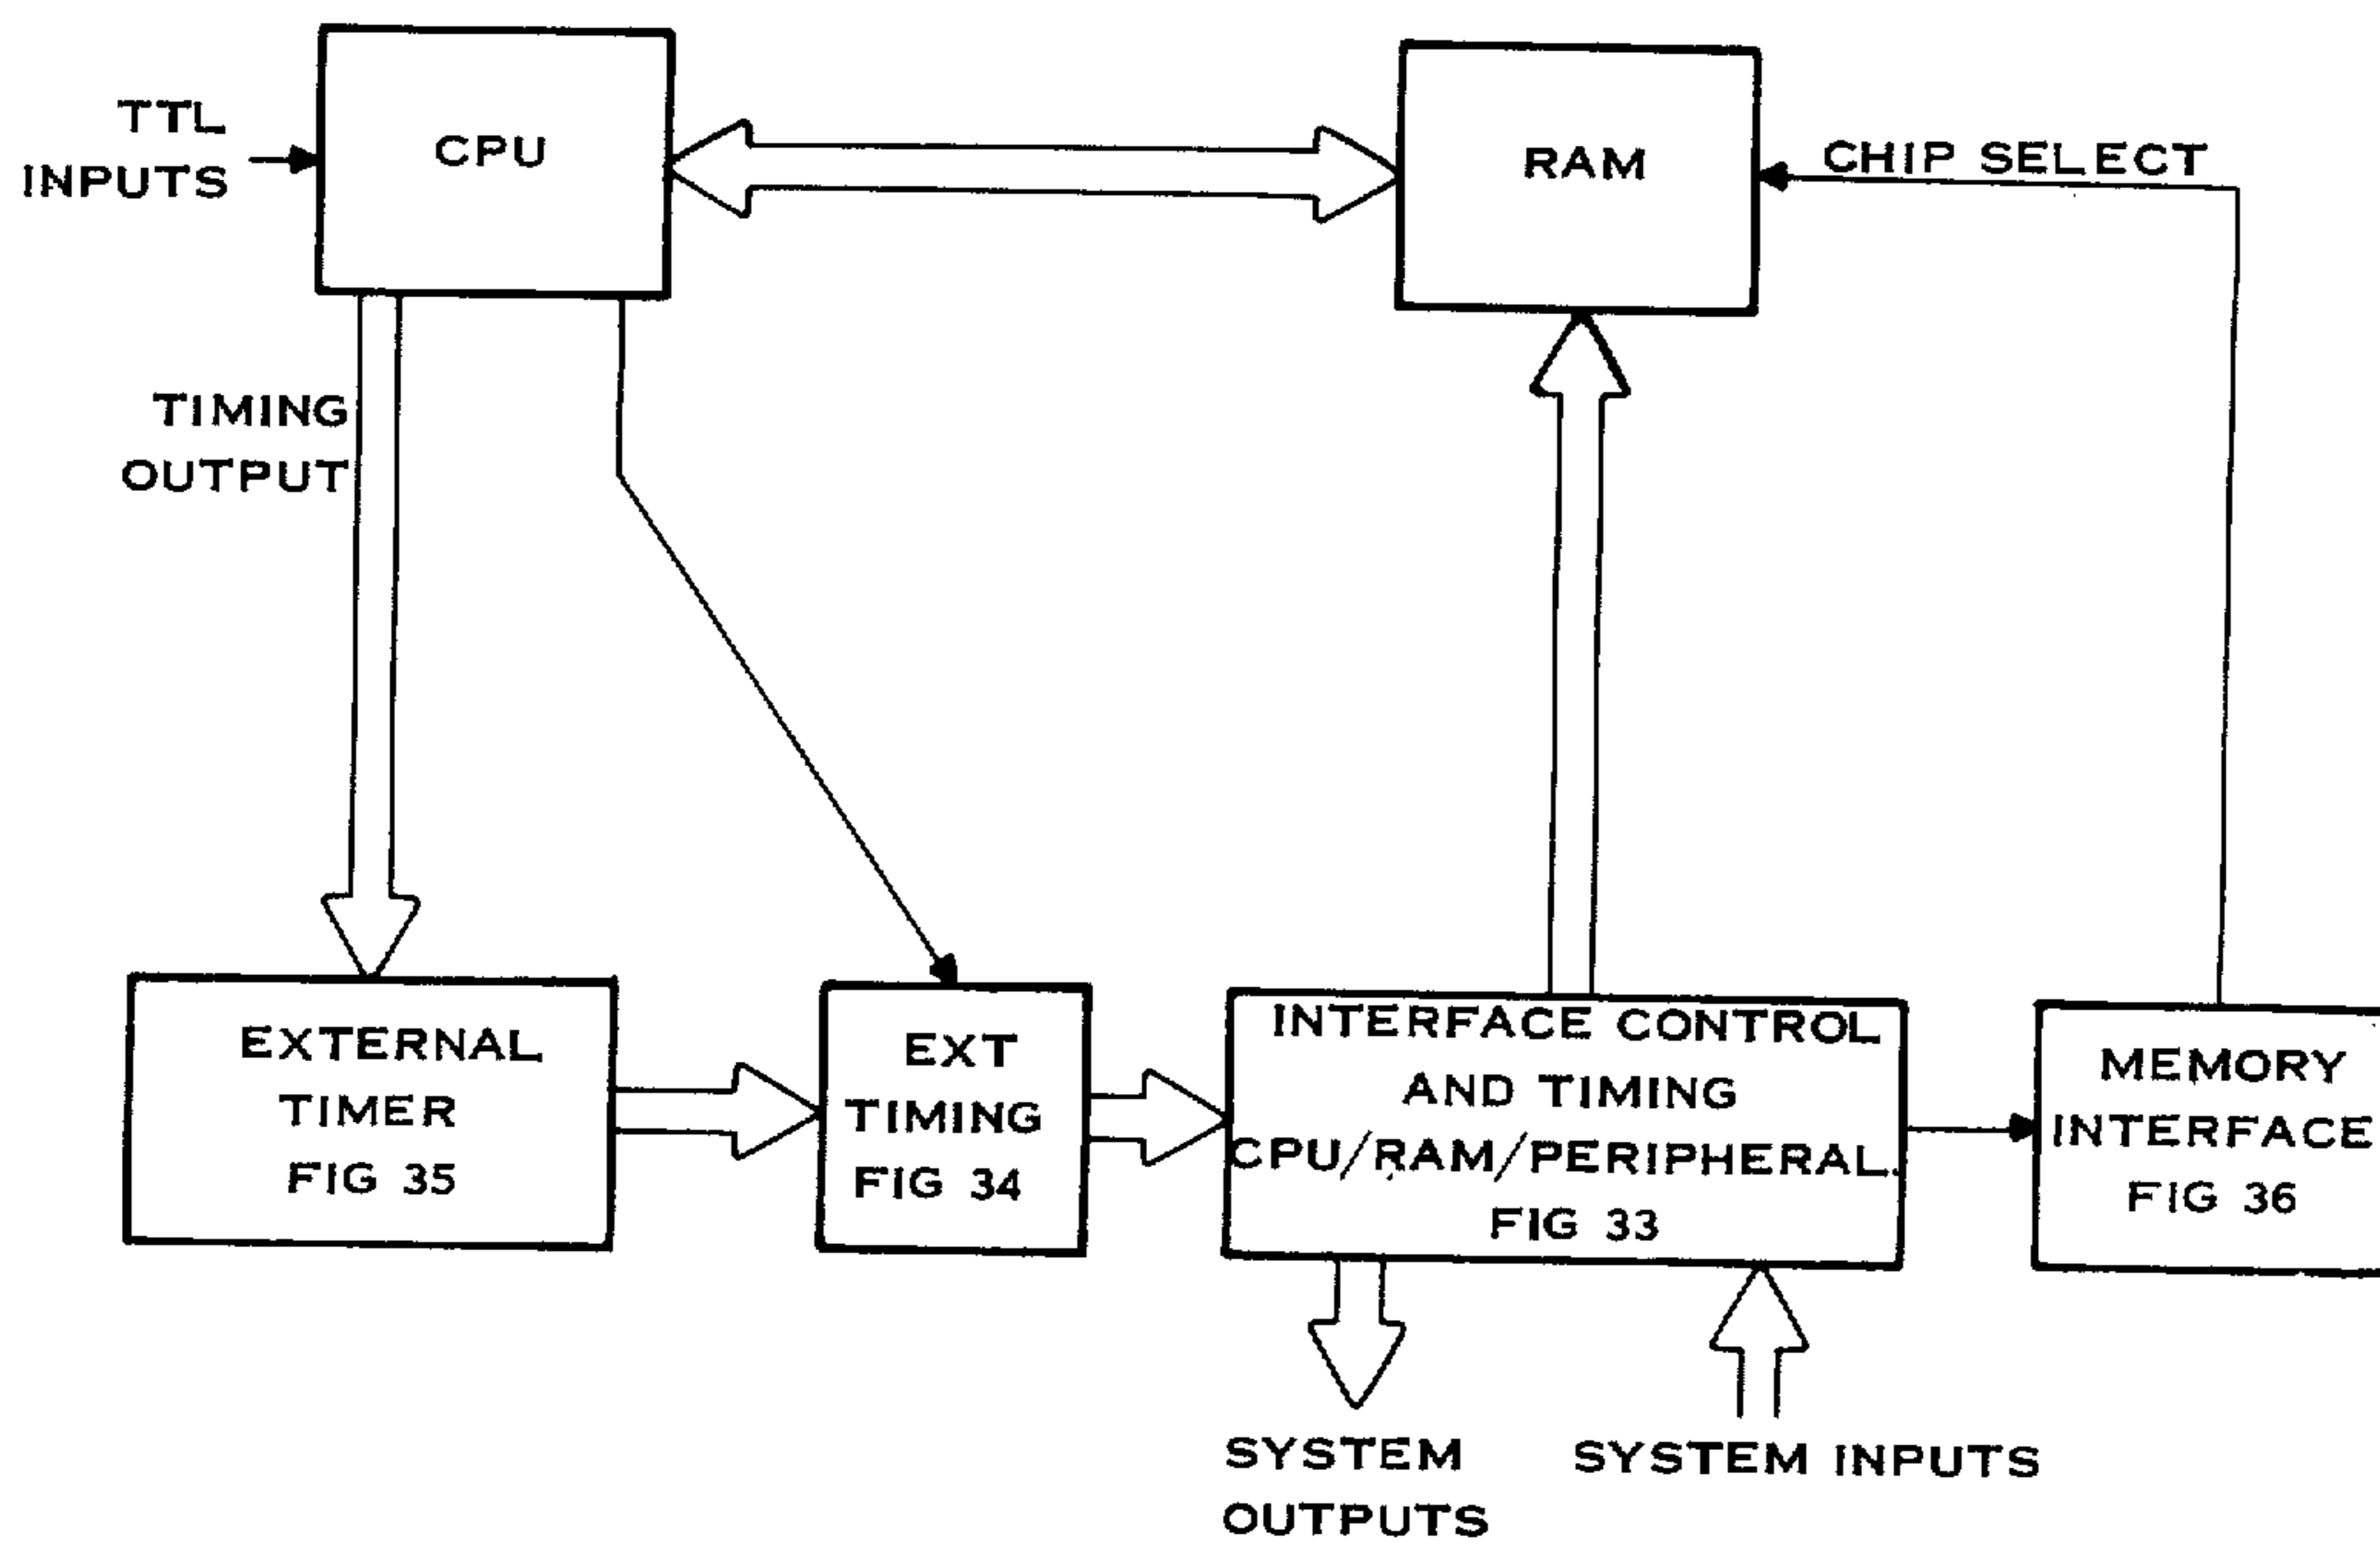 TTL
INPUTS
CPU
RAM
CHIP SELECT
TIMING
OUTPUT
EXTERNAL
TIMER
FIG 35
EXT
TIMING
FIG 34
INTERFACE CONTROL
AND TIMING
CPU/RAM/PERIPHERAL
FIG 33
MEMORY
INTERFACE
FIG 36
SYSTEM
OUTPUTS
SYSTEM INPUTS